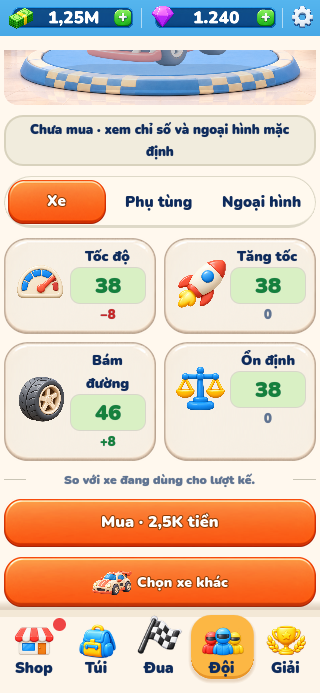 1,25M
1.240
Chưa mua · xem chỉ số và ngoại hình mặc
định
Xe
Phụ tùng
Ngoại hình
Tốc độ
38
−8
Tăng tốc
38
0
Bám
đường
46
+8
Ổn định
38
0
So với xe đang dùng cho lượt kế.
Mua · 2,5K tiền
Chọn xe khác
Shop
Túi
Đua
Đội
Giải